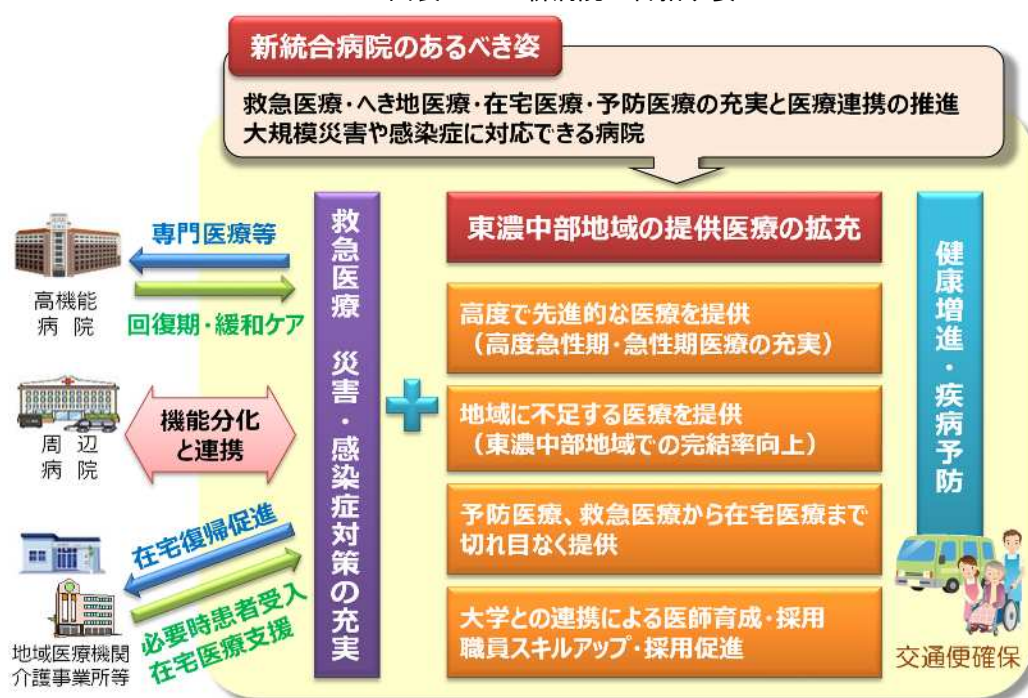 新統合病院のあるべき姿
救急医療・へき地医療・在宅医療・予防医療の充実と医療連携の推進
大規模災害や感染症に対応できる病院
高機能
病 院
専門医療等
回復期・緩和ケア
周 辺
病 院
機能分化
と連携
地域医療機関
介護事業所等
在宅復帰促進
必要時患者受入
在宅医療支援
救急医療 災害・感染症対策の充実
東濃中部地域の提供医療の拡充
高度で先進的な医療を提供
（高度急性期・急性期医療の充実）
地域に不足する医療を提供
（東濃中部地域での完結率向上）
予防医療、救急医療から在宅医療まで
切れ目なく提供
大学との連携による医師育成・採用
職員スキルアップ・採用促進
健康増進・疾病予防
交通便確保